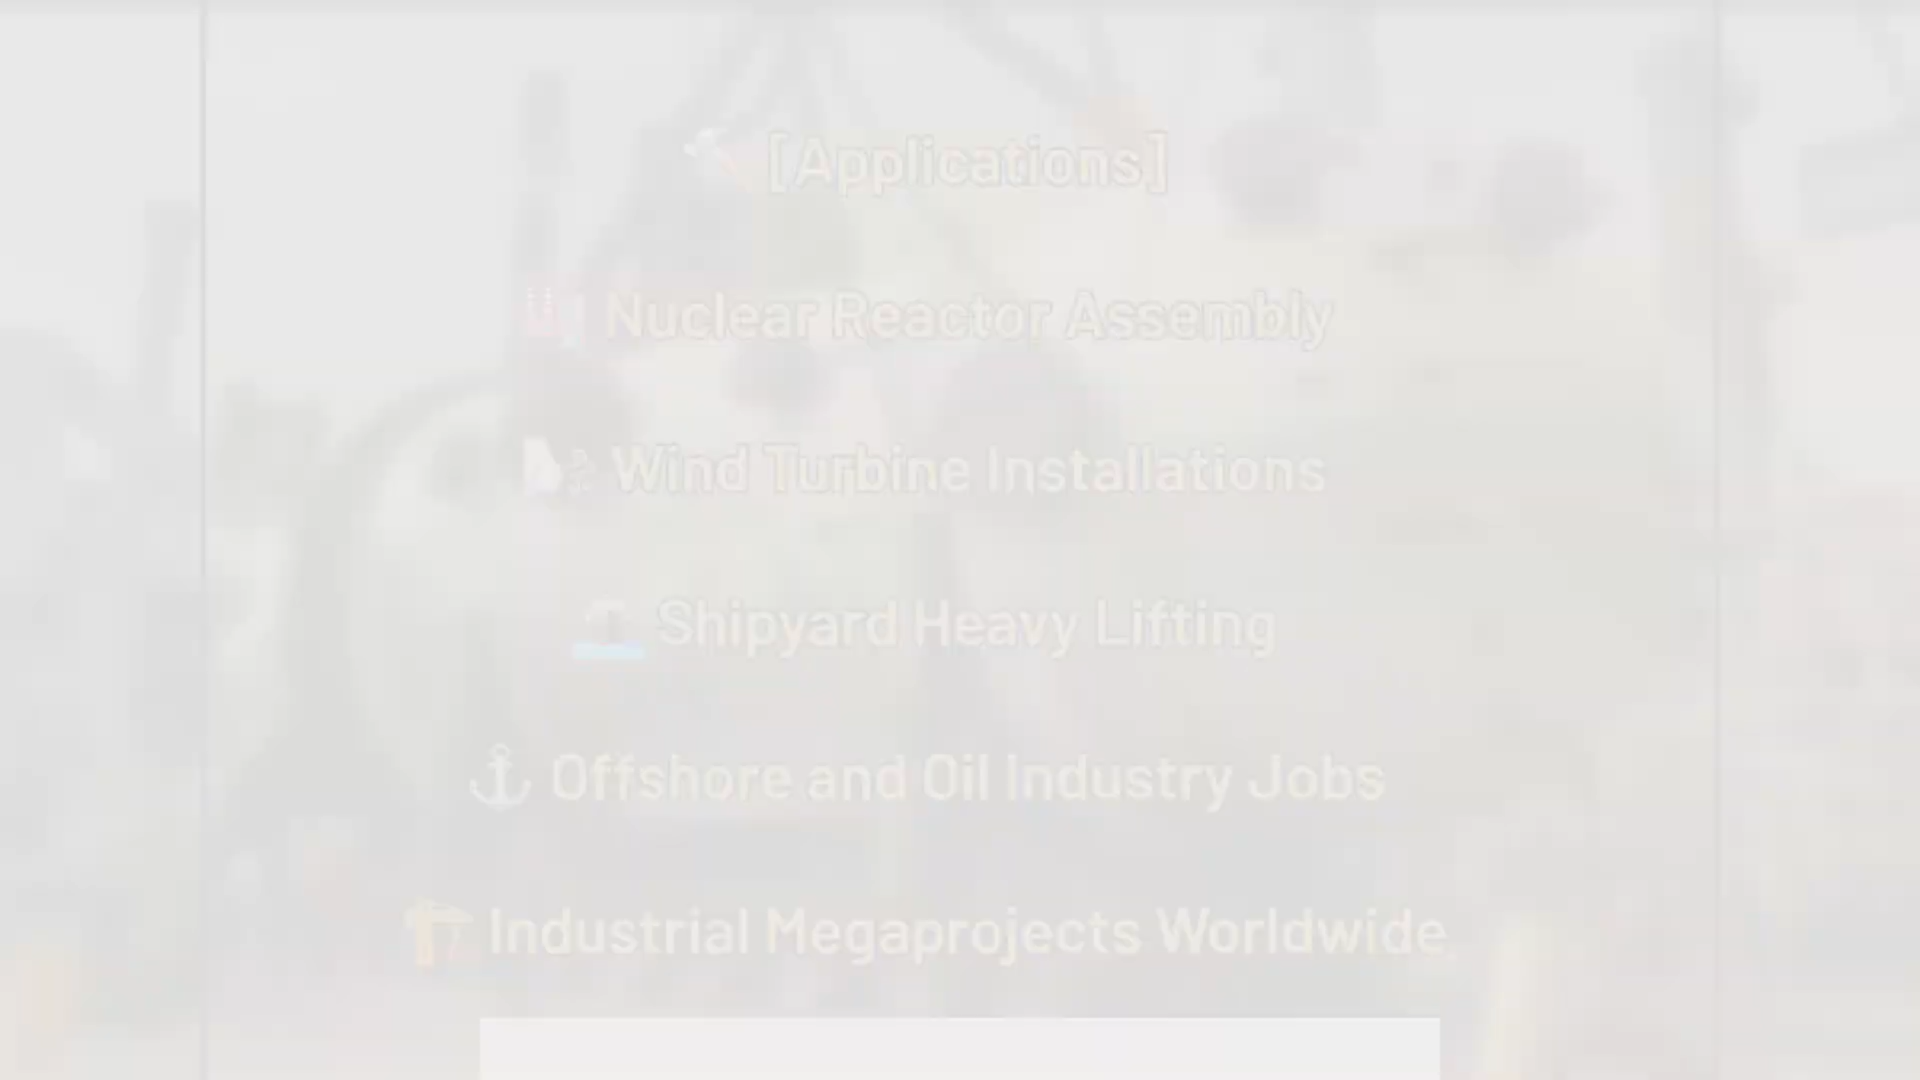 [Applications]
Nuclear Reactor Assembly
Wind Turbine Installations
Shipyard Heavy Lifting
Offshore and Oil Industry Jobs
Industrial Megaprojects Worldwide